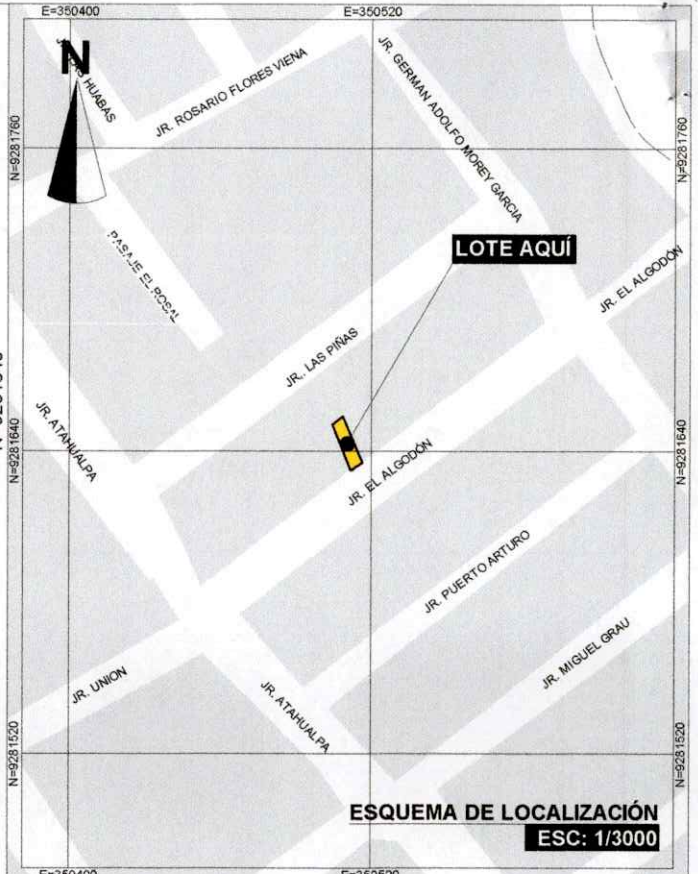 E=350400
E=350520
N
HUABAS
JR. ROSARIO FLORES VIENA
JR. GERMAN ADOLFO MOREY GARCIA
N=9281760
N=9281760
PASAJE EL ROSAL
LOTE AQUÍ
JR. EL ALGODÓN
JR. LAS PIÑAS
JR. ATAHUALPA
N=9281640
N=9281640
JR. EL ALGODÓN
JR. PUERTO ARTURO
JR. MIGUEL GRAU
JR. UNION
JR. ATAHUALPA
N=9281520
N=9281520
ESQUEMA DE LOCALIZACIÓN
ESC: 1/3000
E=350400
E=350520